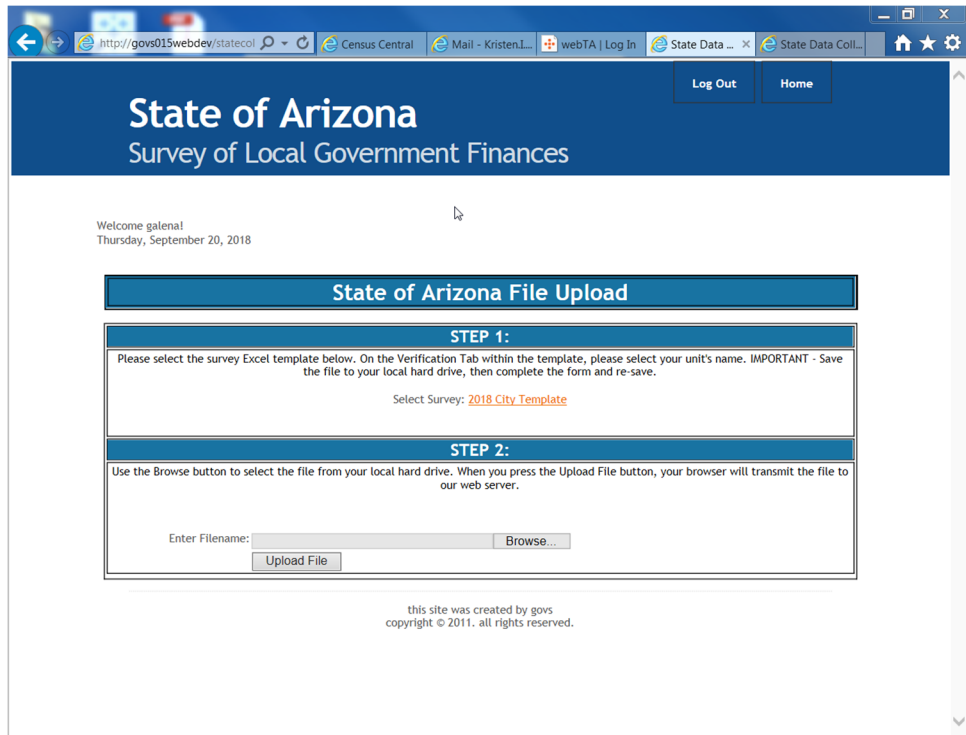 http://govs015webdev/statecol
Census Central
Mail - Kristen.I...
webTA | Log In
State Data ...
State Data Coll...
Log Out
Home
State of Arizona
Survey of Local Government Finances
Welcome galena!
Thursday, September 20, 2018
State of Arizona File Upload
STEP 1:
Please select the survey Excel template below. On the Verification Tab within the template, please select your unit's name. IMPORTANT - Save
the file to your local hard drive, then complete the form and re-save.
Select Survey: 2018 City Template
STEP 2:
Use the Browse button to select the file from your local hard drive. When you press the Upload File button, your browser will transmit the file to
our web server.
Enter Filename:
Browse...
Upload File
this site was created by govs
copyright © 2011. all rights reserved.